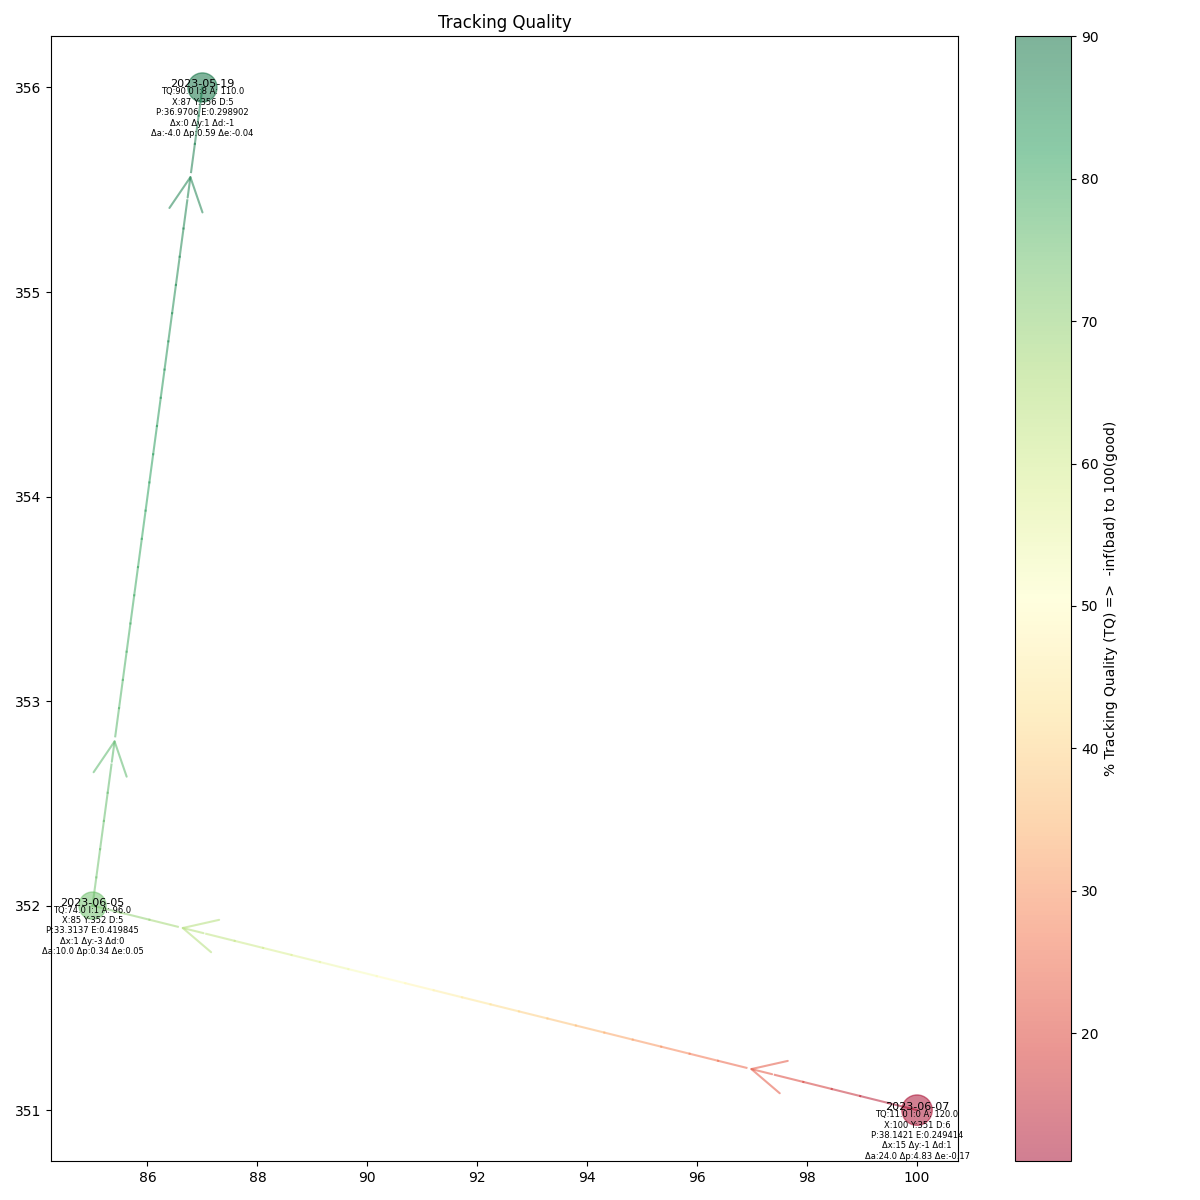 Tracking Quality
2023-05-19
TQ:90.0 I:8 A: 110.0
X:87 Y:356 D:5
P:36.9706 E:0.298902
Δx:0 Δy:1 Δd:-1
Δa:-4.0 Δp:0.59 Δe:-0.04
2023-06-05
TQ:74.0 I:1 A: 96.0
X:85 Y:352 D:5
P:33.3137 E:0.419845
Δx:1 Δy:-3 Δd:0
Δa:10.0 Δp:0.34 Δe:0.05
2023-06-07
TQ:11.0 I:0 A: 120.0
X:100 Y:351 D:6
P:38.1421 E:0.249414
Δx:15 Δy:-1 Δd:1
Δa:24.0 Δp:4.83 Δe:-0.17
356
355
354
353
352
351
86 88 90 92 94 96 98 100
90
80
70
60
50
40
30
20
% Tracking Quality (TQ) => -inf(bad) to 100(good)